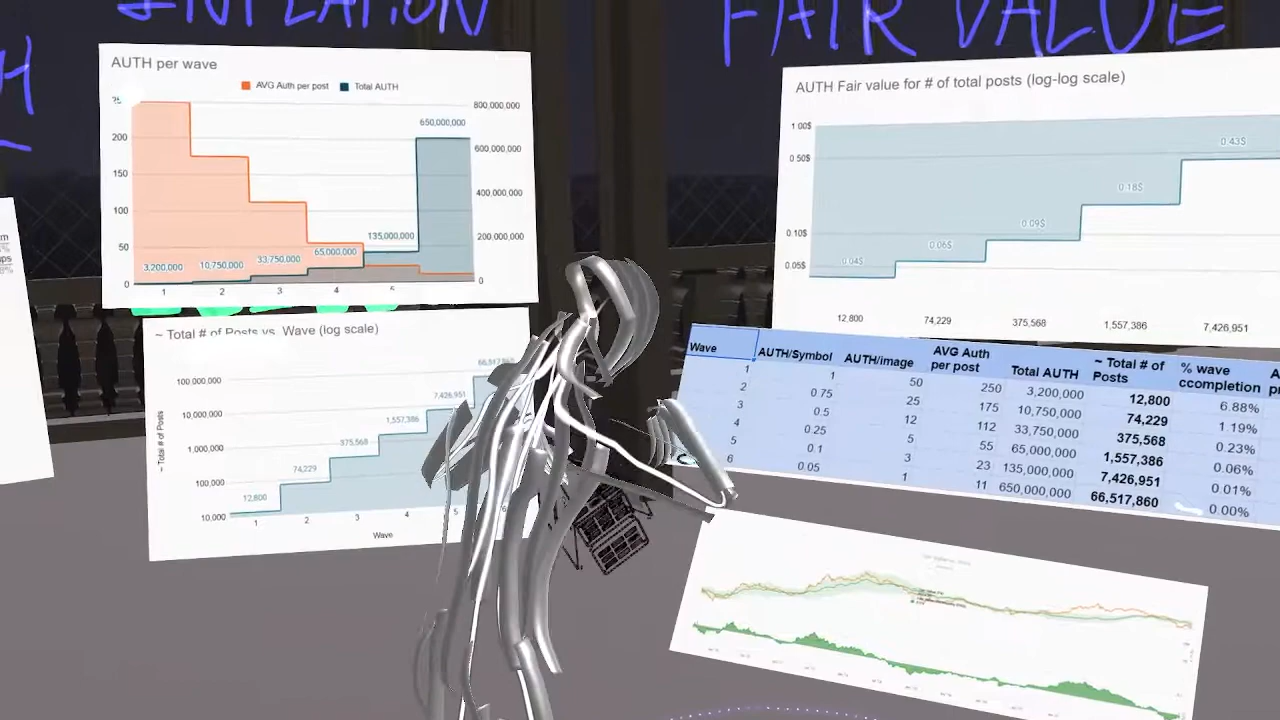 INFLATION
FAIR VALUE
H
AUTH per wave
AVG Auth per post
Total AUTH
200
150
100
50
0
800,000,000
600,000,000
400,000,000
200,000,000
0
3,200,000
10,750,000
33,750,000
65,000,000
135,000,000
650,000,000
1 2 3 4
~ Total # of Posts vs. Wave (log scale)
~ Total # of Posts
100,000,000
10,000,000
1,000,000
100,000
10,000
12,800
74,229
375,568
1,557,386
7,426,951
1 2 3 4 5
Wave
AUTH Fair value for # of total posts (log-log scale)
1.00$
0.50$
0.10$
0.05$
0.04$
0.06$
0.09$
0.18$
0.43$
12,800 74,229 375,568 1,557,386 7,426,951
Wave AUTH/Symbol AUTH/image AVG Auth per post Total AUTH ~ Total # of Posts % wave ccompletion
1 1 50 250 3,200,000 12,800 6.88%
2 0.75 25 175 10,750,000 74,229 1.19%
3 0.5 12 112 33,750,000 375,568 0.23%
4 0.25 5 55 65,000,000 1,557,386 0.06%
5 0.1 3 23 135,000,000 7,426,951 0.01%
6 0.05 1 11 650,000,000 66,517,860 0.00%